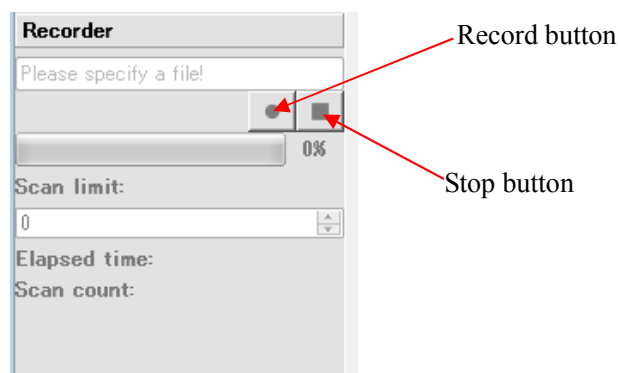 Recorder
Record button
Please specify a file!
0%
Stop button
Scan limit:
0
Elapsed time:
Scan count: